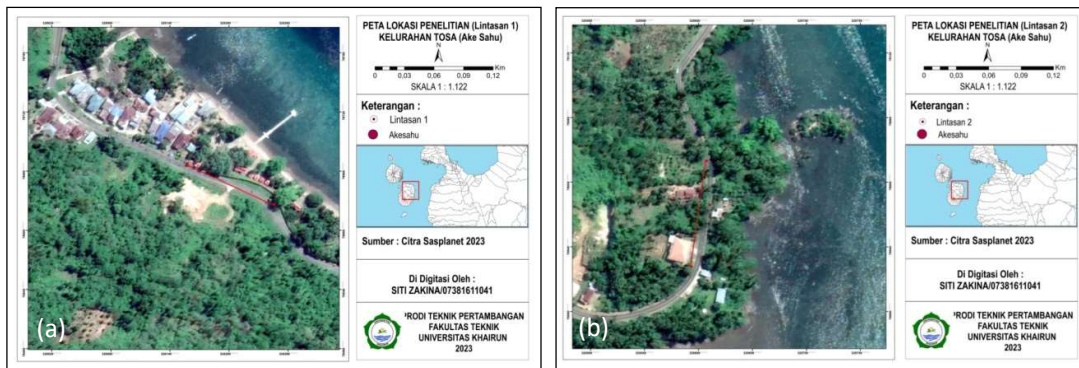 PETA LOKASI PENELITIAN (Lintasan 1)
KELURAHAN TOSA (Ake Sahu)
N
Km
0 0,03 0,06 0,09 0,12
SKALA 1 : 1.122
Keterangan :
Lintasan 1
Akesahu
Sumber : Citra Sasplanet 2023
Di Digitasi Oleh :
SITI ZAKINA/07381611041
RODI TEKNIK PERTAMBANGAN
FAKULTAS TEKNIK
UNIVERSITAS KHAIRUN
2023
(a)
PETA LOKASI PENELITIAN (Lintasan 2)
KELURAHAN TOSA (Ake Sahu)
N
Km
0 0,03 0,06 0,09 0,12
SKALA 1 : 1.122
Keterangan :
Lintasan 2
Akesahu
Sumber : Citra Sasplanet 2023
Di Digitasi Oleh :
SITI ZAKINA/07381611041
RODI TEKNIK PERTAMBANGAN
FAKULTAS TEKNIK
UNIVERSITAS KHAIRUN
2023
(b)